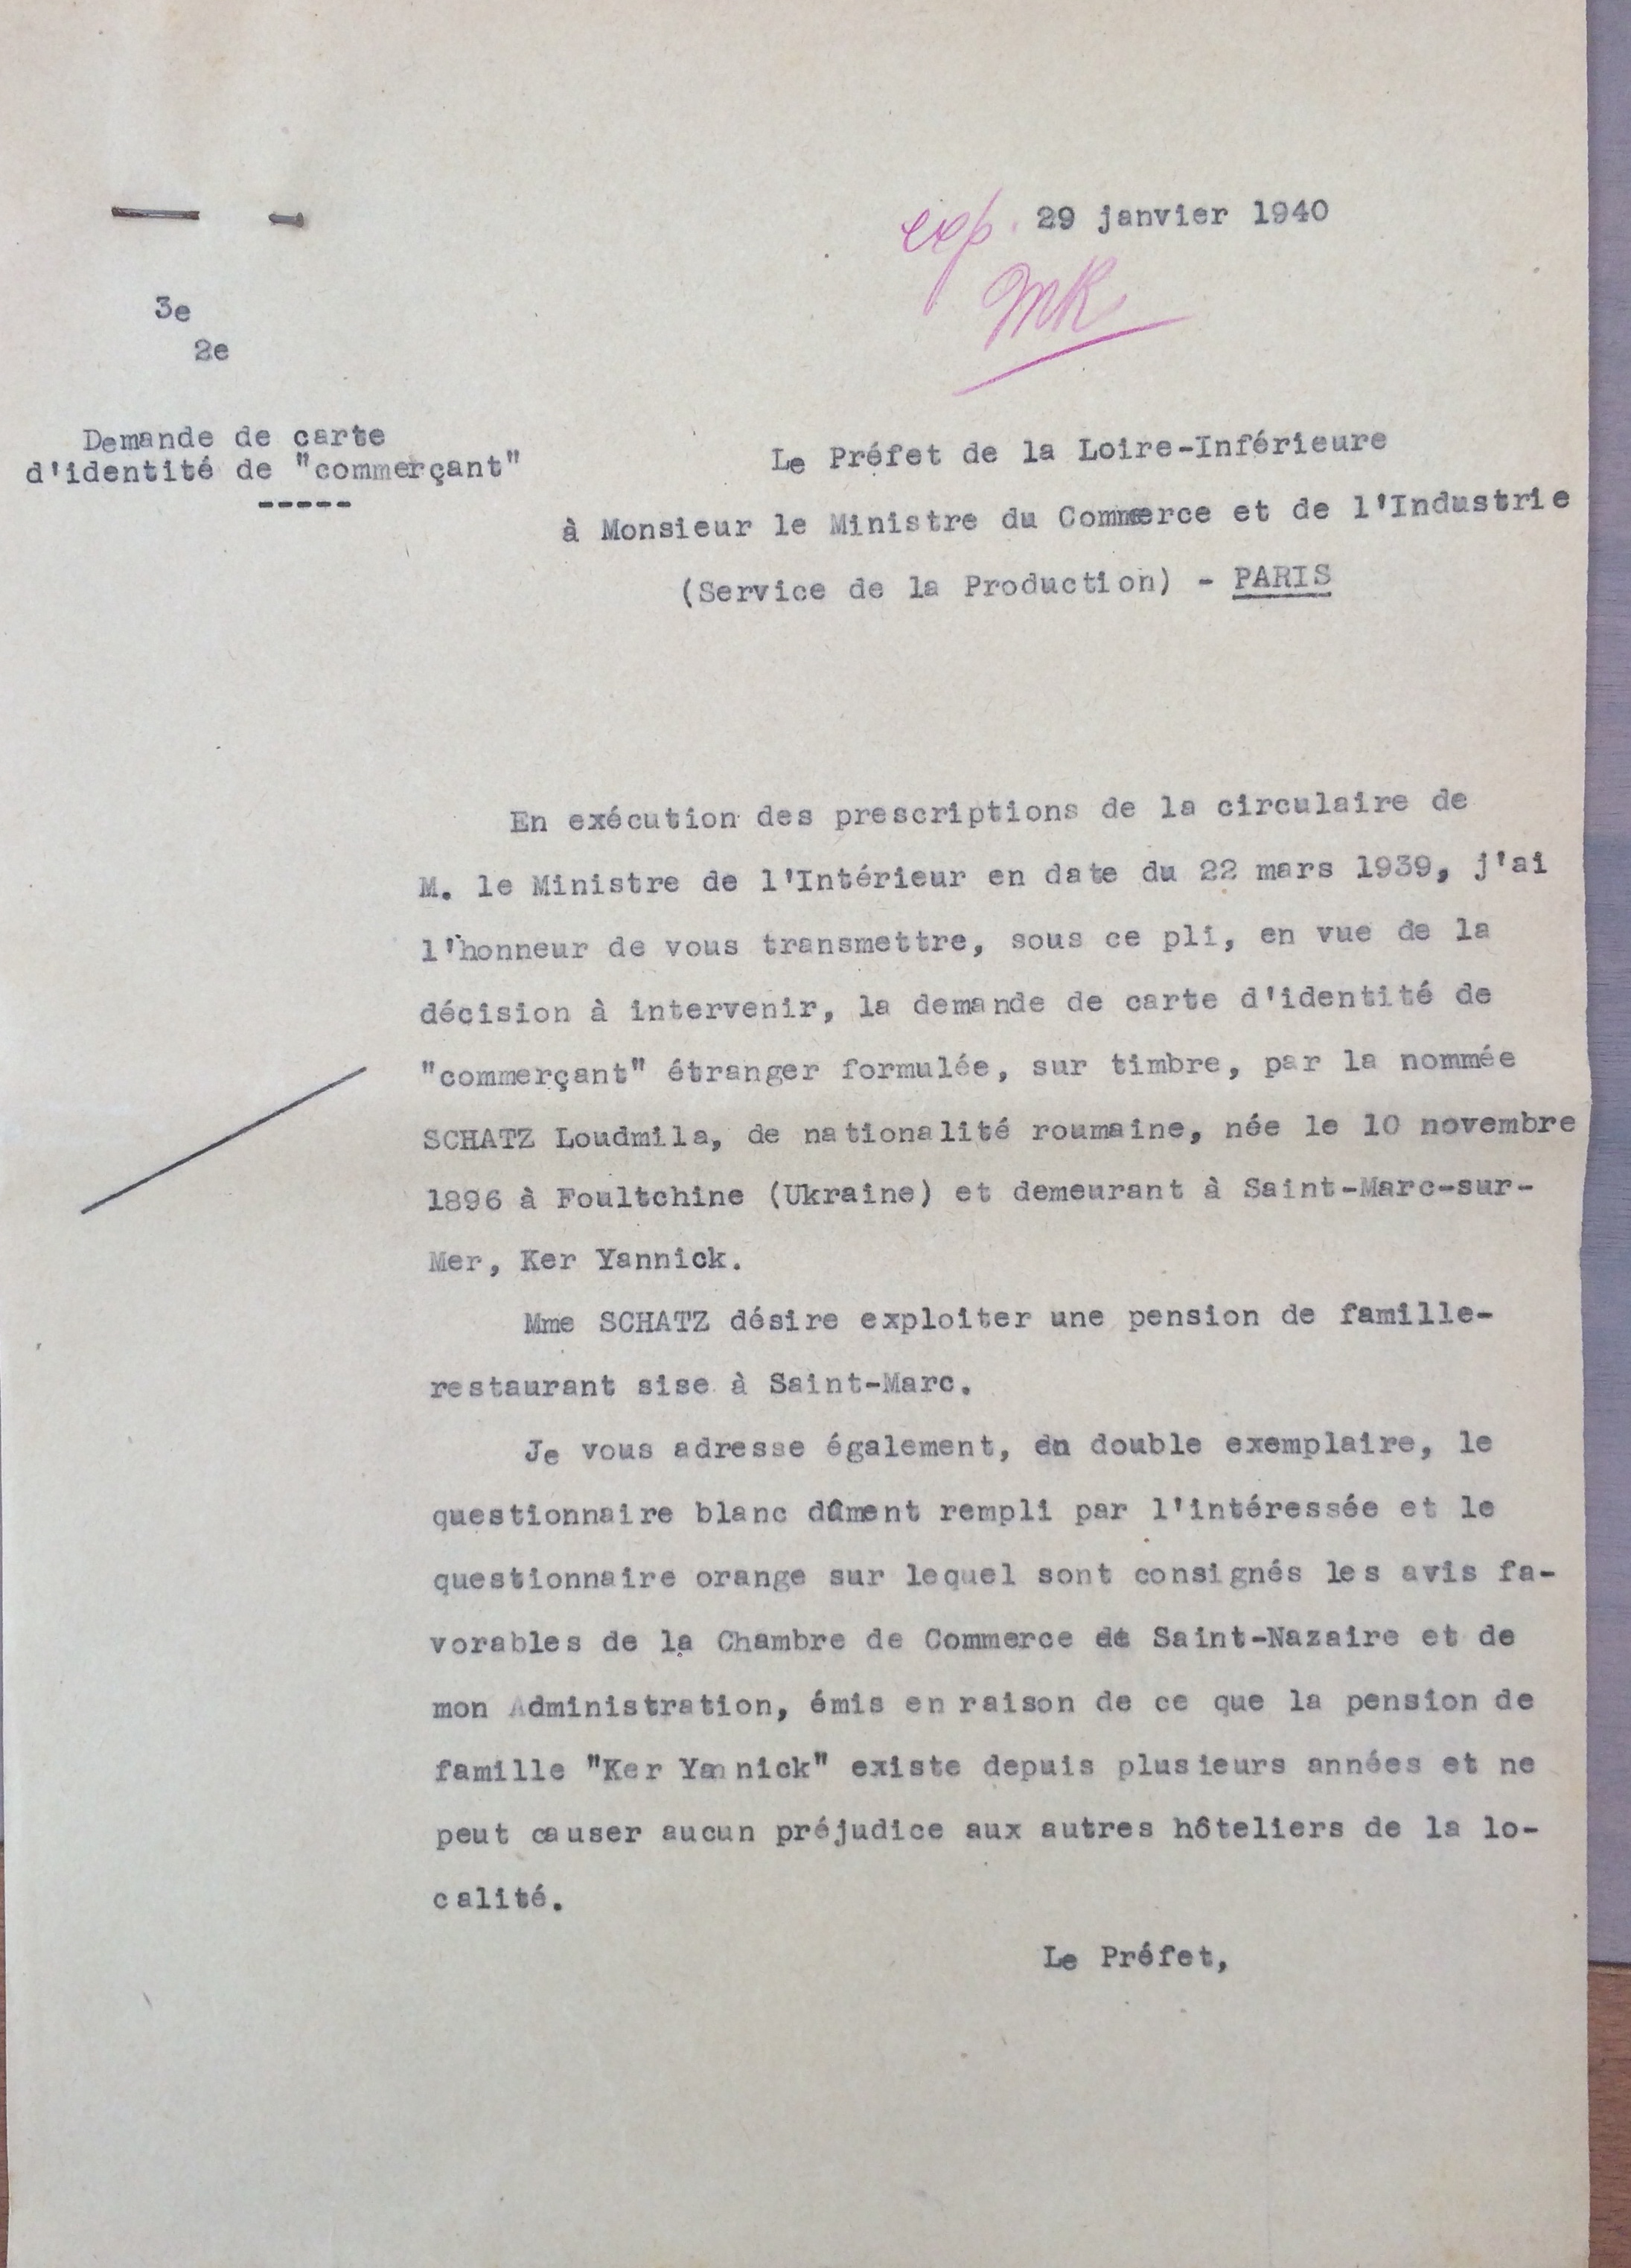 exp. 29 janvier 1940
MR
3e
2e
Demande de carte
d'identité de "commerçant"
-----
Le Préfet de la Loire-Inférieure
à Monsieur le Ministre du Commerce et de l'Industrie
(Service de la Production) - PARIS
En exécution des prescriptions de la circulaire de
M. le Ministre de l'Intérieur en date du 22 mars 1939, j'ai
l'honneur de vous transmettre, sous ce pli, en vue de la
décision à intervenir, la demande de carte d'identité de
"commerçant" étranger formulée, sur timbre, par la nommée
SCHATZ Loudmila, de nationalité roumaine, née le 10 novembre
1896 à Foultchine (Ukraine) et demeurant à Saint-Marc-sur-
Mer, Ker Yannick.
Mme SCHATZ désire exploiter une pension de famille-
restaurant sise à Saint-Marc.
Je vous adresse également, en double exemplaire, le
questionnaire blanc dûment rempli par l'intéressée et le
questionnaire orange sur lequel sont consignés les avis fa-
vorables de la Chambre de Commerce de Saint-Nazaire et de
mon Administration, émis en raison de ce que la pension de
famille "Ker Yannick" existe depuis plusieurs années et ne
peut causer aucun préjudice aux autres hôteliers de la lo-
calité.
Le Préfet,